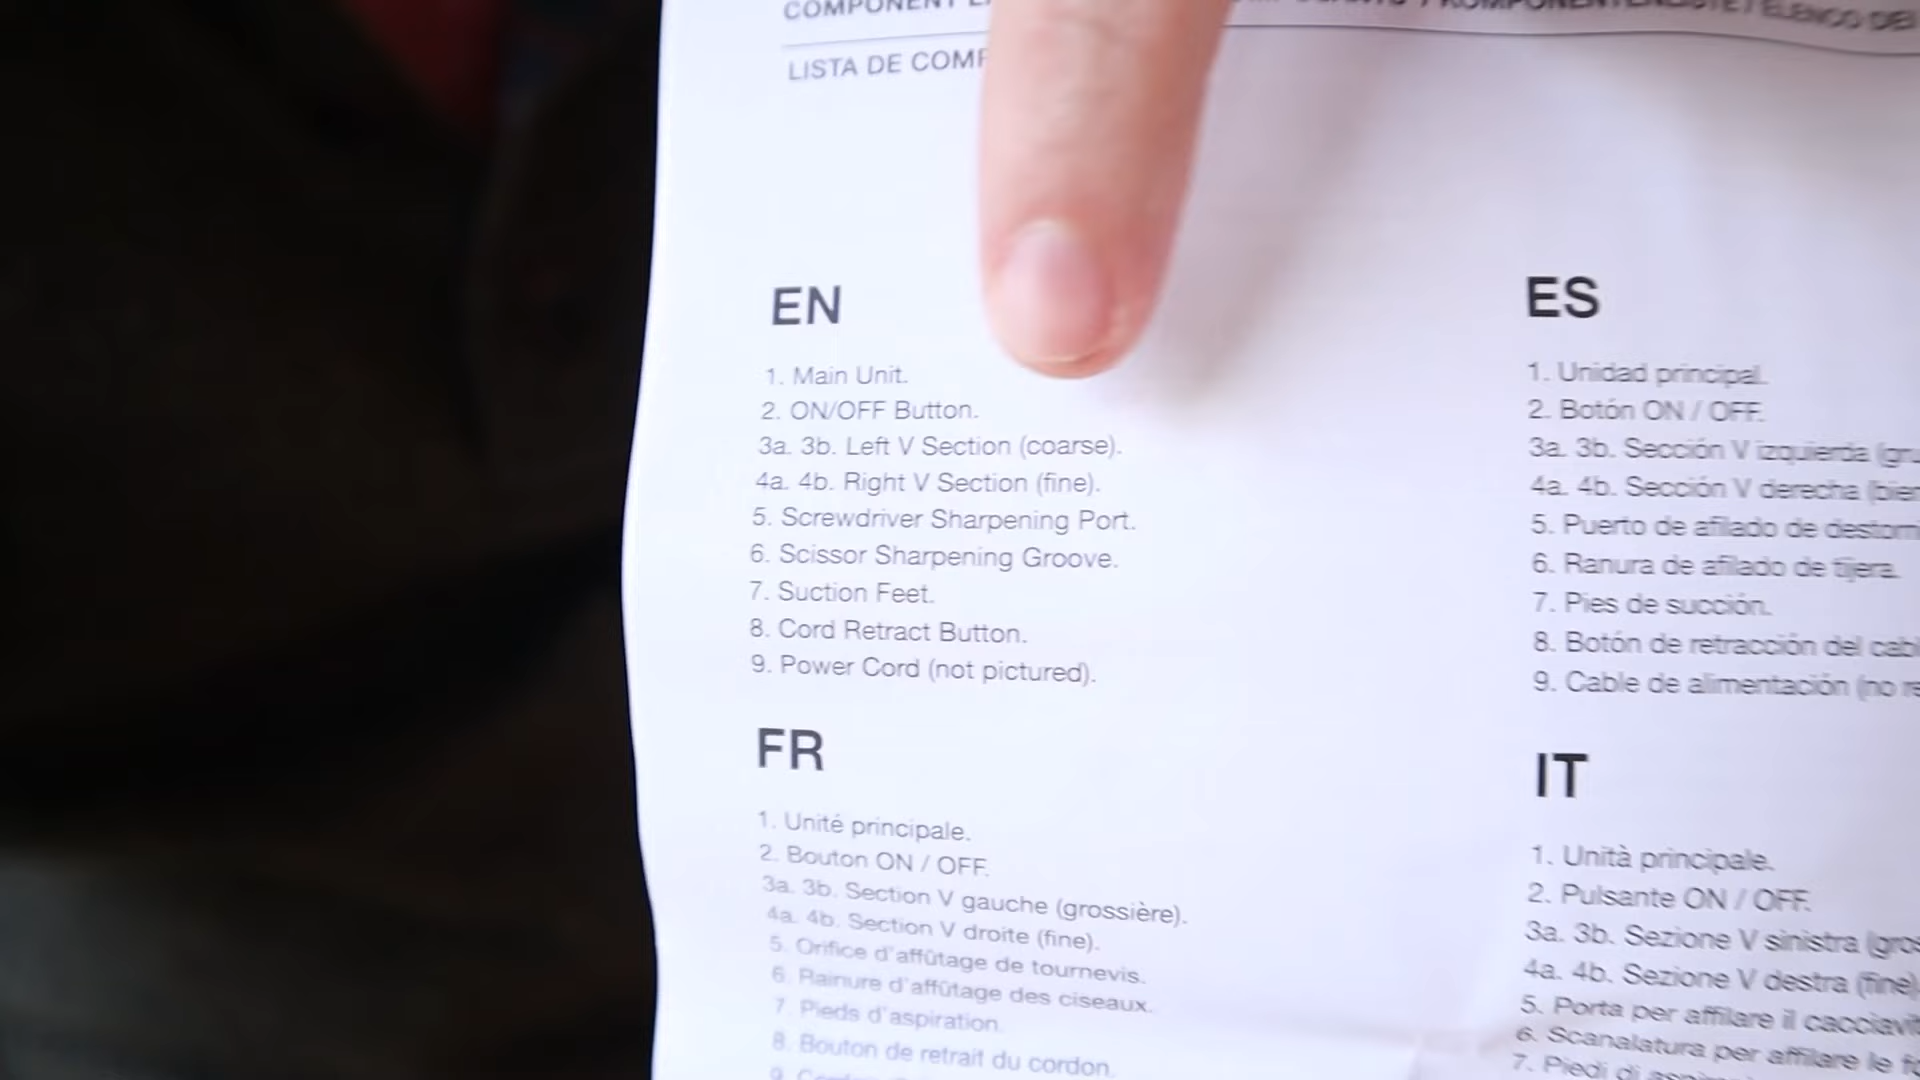 COMPONENT
LISTA DE
EN
1. Main Unit.
2. ON/OFF Button.
3a. 3b. Left V Section (coarse).
4a. 4b. Right V Section (fine).
5. Screwdriver Sharpening Port.
6. Scissor Sharpening Groove.
7. Suction Feet.
8. Cord Retract Button.
9. Power Cord (not pictured).
FR
1. Unité principale.
2. Bouton ON / OFF.
3a. 3b. Section V gauche (grossière).
4a. 4b. Section V droite (fine).
5. Orifice d'affûtage de tournevis.
6. Rainure d'affûtage des ciseaux.
7. Pieds d'aspiration.
8. Bouton de retrait du cordon.
9.
ES
1. Unidad principal.
2. Botón ON / OFF.
3a. 3b. Sección V izquierda
4a. 4b. Sección V derecha
5. Puerto de afilado de
6. Ranura de afilado de tijera.
7. Pies de succión.
8. Botón de retracción del
9. Cable de alimentación (no
IT
1. Unità principale.
2. Pulsante ON / OFF.
3a. 3b. Sezione V sinistra
4a. 4b. Sezione V destra (fine)
5. Porta per affilare il
6. Scanalatura per affilare le
7. Piedi di